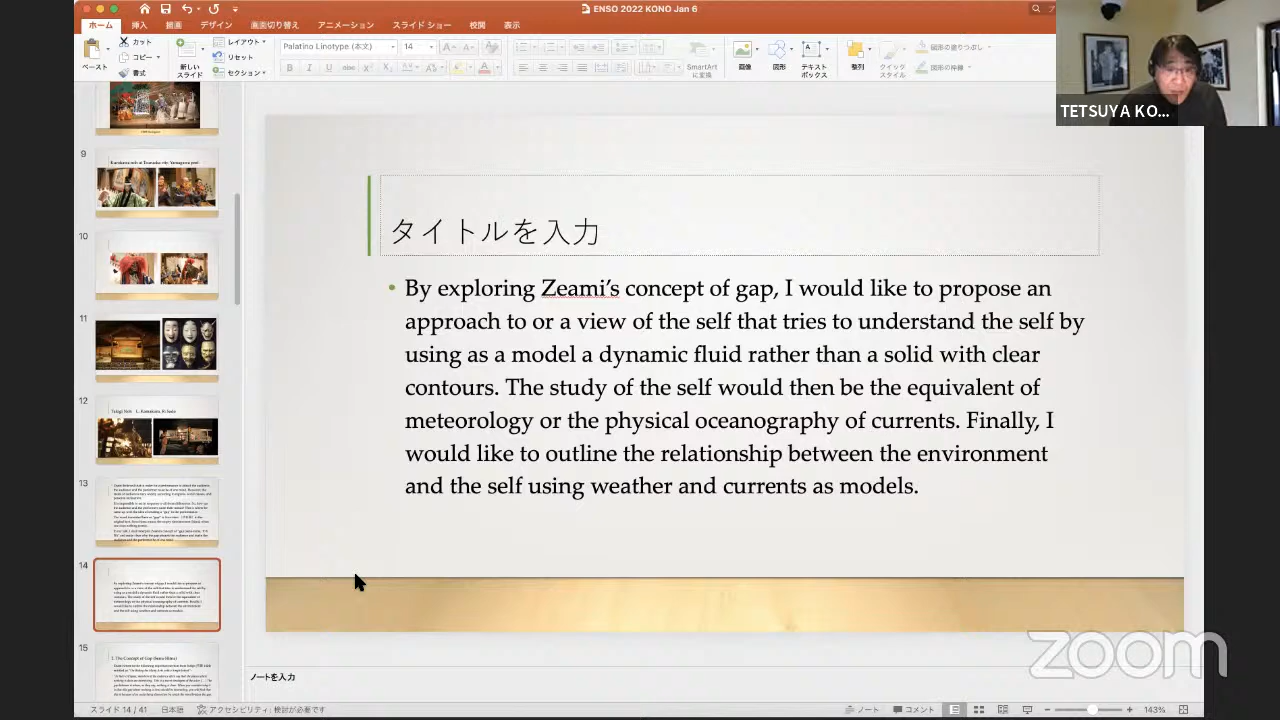 ENSO 2022 KONO Jan 6
ホーム 挿入 描画 デザイン 画面切り替え アニメーション スライド ショー 校閲 表示
ペースト
カット
コピー
書式
新しい
スライド
レイアウト
リセット
セクション
Palatino Linotype (本文) 14
SmartArt
に変換
画像
図形
テキスト
ボックス
整列
クイック
スタイル
図形の塗りつぶし
図形の枠線
TETSUYA KO...
9
10
11
12
13
14
15
1. The Concept of Gap (Senu Hima)
タイトルを入力
• By exploring Zeami's concept of gap, I would like to propose an
approach to or a view of the self that tries to understand the self by
using as a model a dynamic fluid rather than a solid with clear
contours. The study of the self would then be the equivalent of
meteorology or the physical oceanography of currents. Finally, I
would like to outline the relationship between the environment
and the self using weather and currents as models.
zoom
ノートを入力
スライド 14 / 41 日本語 アクセシビリティ: 検討が必要です ノート コメント 143%